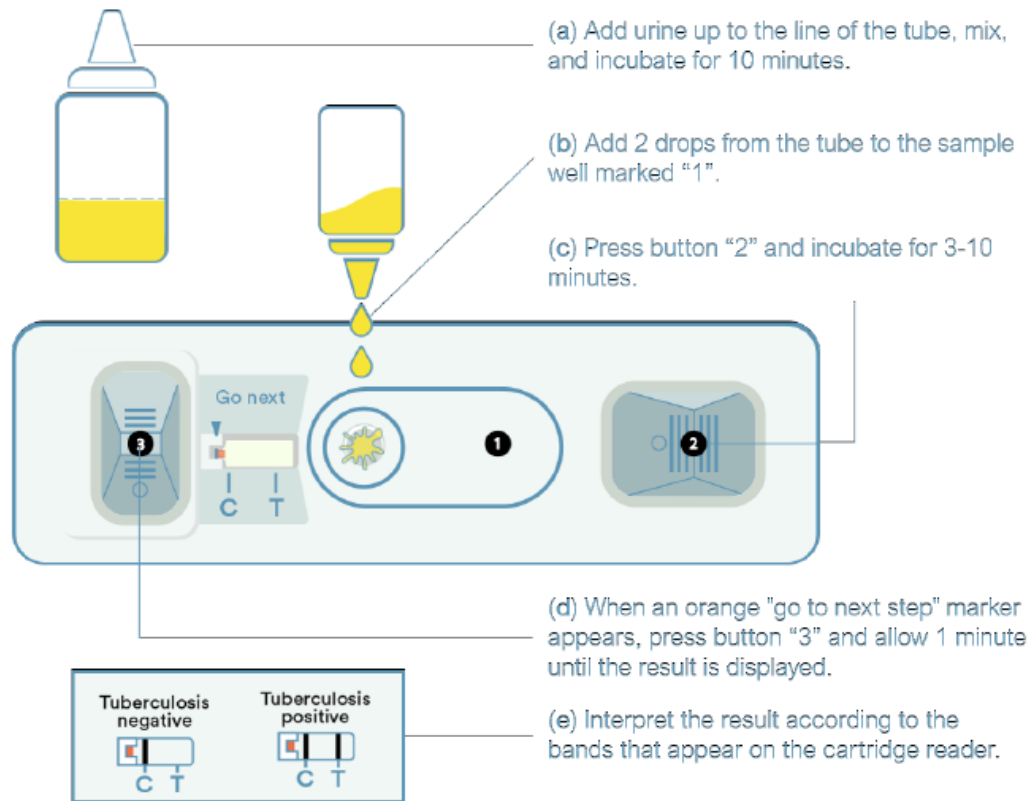 (a) Add urine up to the line of the tube, mix,
and incubate for 10 minutes.
(b) Add 2 drops from the tube to the sample
well marked “1”.
(c) Press button “2” and incubate for 3-10
minutes.
Go next
3
1
2
C T
(d) When an orange "go to next step" marker
appears, press button “3” and allow 1 minute
until the result is displayed.
Tuberculosis
negative
C T
Tuberculosis
positive
C T
(e) Interpret the result according to the
bands that appear on the cartridge reader.